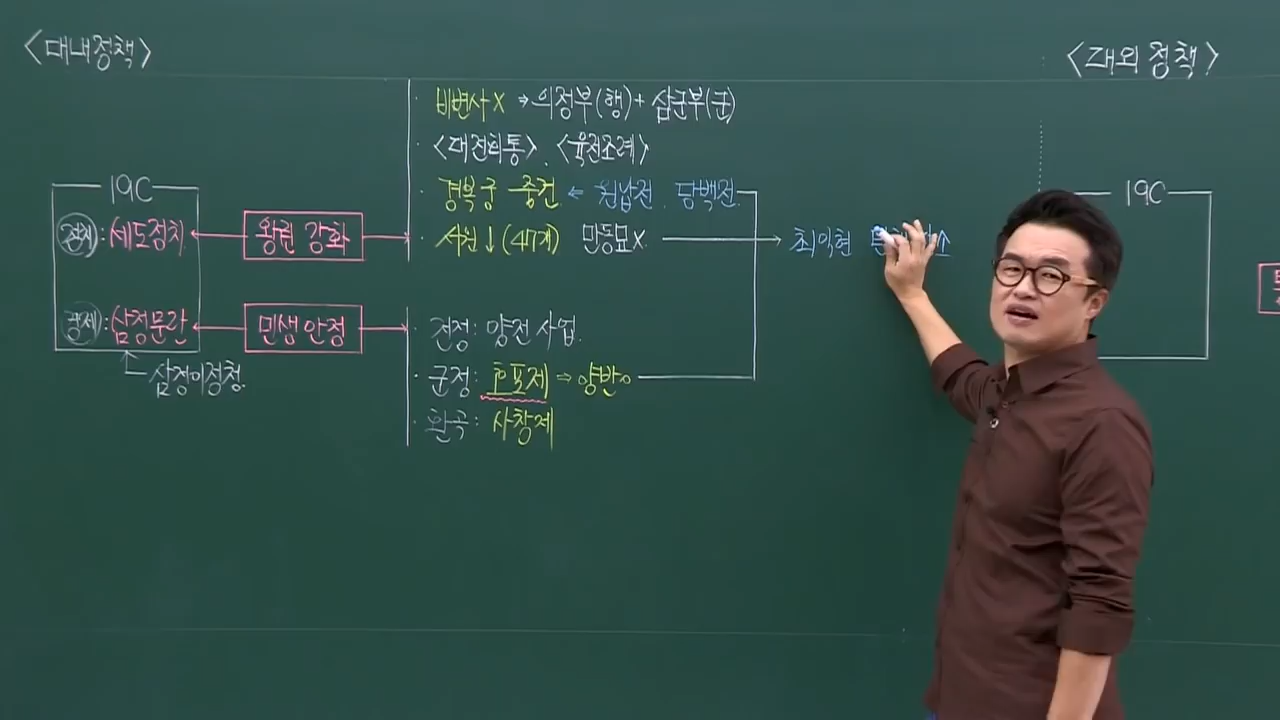 <대내정책>
<대외 정책>
비변사X → 의정부(행) + 삼군부(군)
<대전회통>, <육전조례>
19C
정치: 세도정치
왕권 강화
경복궁 중건 ⇐ 원납전, 당백전
서원↓(47개) 만동묘X
최익현
경제: 삼정문란
민생 안정
삼정이정청
전정: 양전 사업
군정: 호포제 ⇒ 양반○
환곡: 사창제
19C